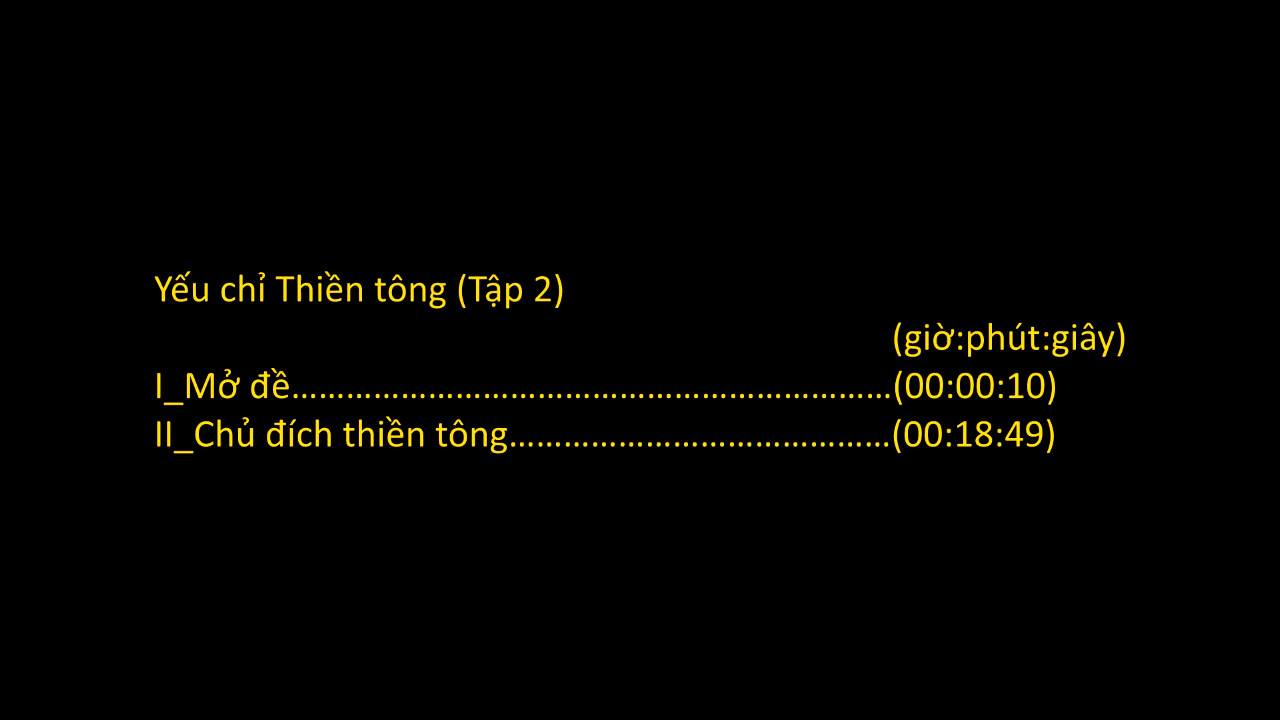 Yếu chỉ Thiền tông (Tập 2)
(giờ:phút:giây)
I_Mở đề……………………………………………………………(00:00:10)
II_Chủ đích thiền tông……………………………………(00:18:49)